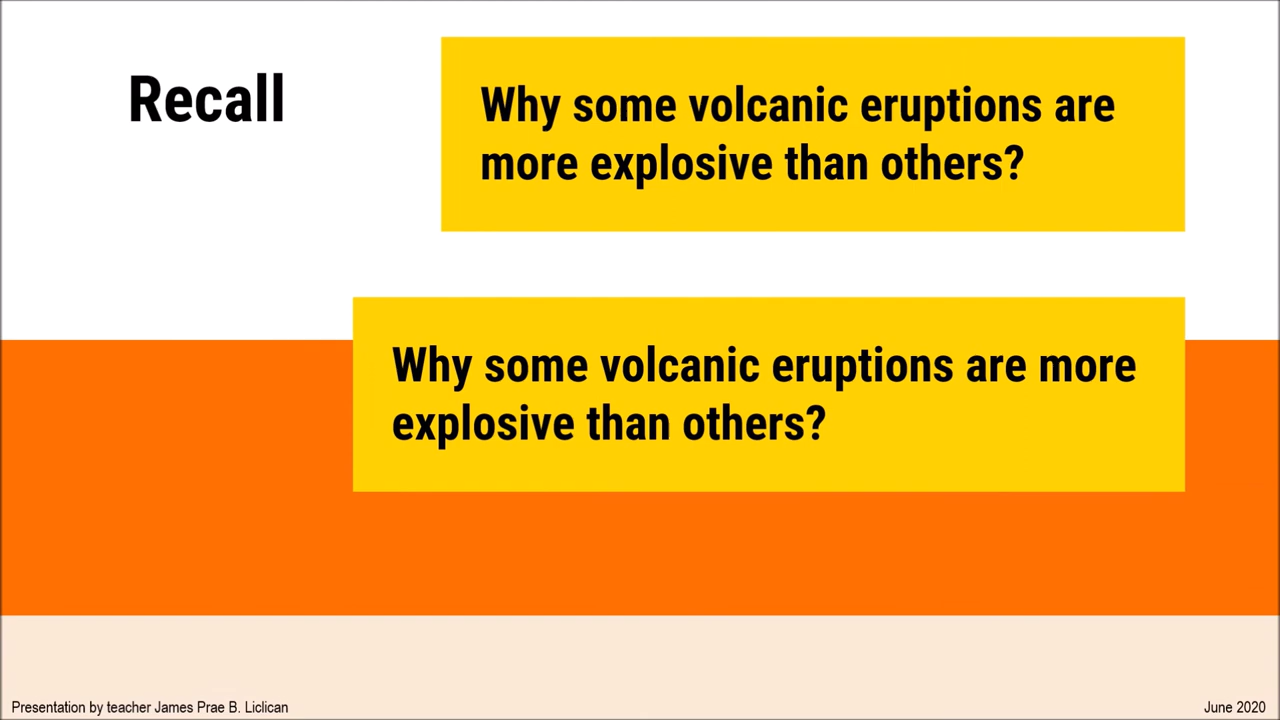 Recall
Why some volcanic eruptions are
more explosive than others?
Why some volcanic eruptions are more
explosive than others?
Presentation by teacher James Prae B. Liclican
June 2020